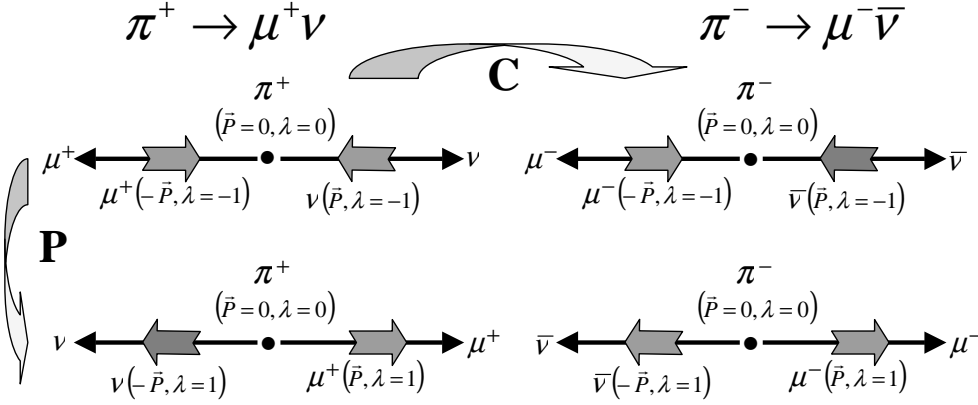 π⁺ → μ⁺ν π⁻ → μ⁻ν̅
C
π⁺ π⁻
(P⃗=0, λ=0) (P⃗=0, λ=0)
μ⁺ ν μ⁻ ν̅
μ⁺(−P⃗, λ=−1) ν(P⃗, λ=−1) μ⁻(−P⃗, λ=−1) ν̅(P⃗, λ=−1)
P
π⁺ π⁻
(P⃗=0, λ=0) (P⃗=0, λ=0)
ν μ⁺ ν̅ μ⁻
ν(−P⃗, λ=1) μ⁺(P⃗, λ=1) ν̅(−P⃗, λ=1) μ⁻(P⃗, λ=1)